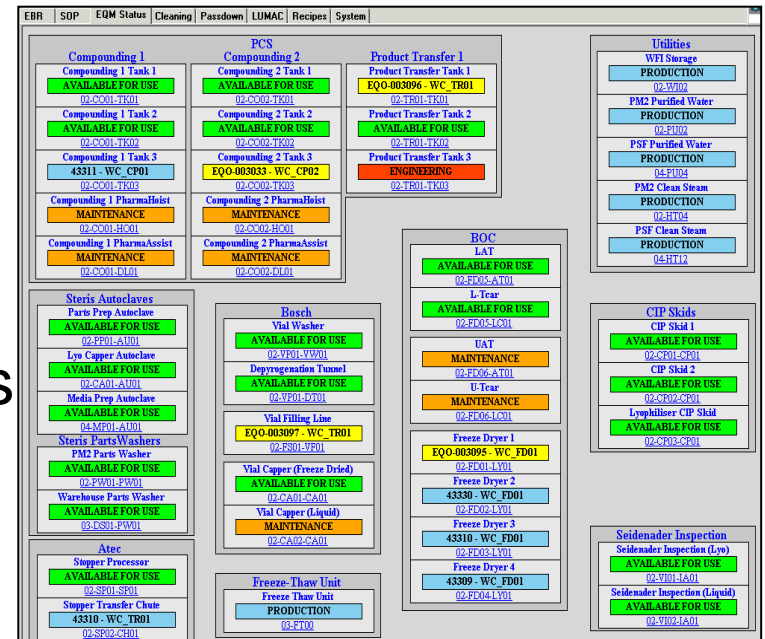 EBR SOP EQM Status Cleaning Passdown LUMAC Recipes System
PCS
Compounding 1
Compounding 1 Tank 1
AVAILABLE FOR USE
02-CO01-TK01
Compounding 1 Tank 2
AVAILABLE FOR USE
02-CO01-TK02
Compounding 1 Tank 3
43311 - WC_CP01
02-CO01-TK03
Compounding 1 PharmaHoist
MAINTENANCE
02-CO01-HO01
Compounding 1 PharmaAssist
MAINTENANCE
02-CO01-DL01
Compounding 2
Compounding 2 Tank 1
AVAILABLE FOR USE
02-CO02-TK01
Compounding 2 Tank 2
AVAILABLE FOR USE
02-CO02-TK02
Compounding 2 Tank 3
EQO-003033 - WC_CP02
02-CO02-TK03
Compounding 2 PharmaHoist
MAINTENANCE
02-CO02-HO01
Compounding 2 PharmaAssist
MAINTENANCE
02-CO02-DL01
Product Transfer 1
Product Transfer Tank 1
EQO-003096 - WC_TR01
02-TR01-TK01
Product Transfer Tank 2
AVAILABLE FOR USE
02-TR01-TK02
Product Transfer Tank 3
ENGINEERING
02-TR01-TK03
Utilities
WFI Storage
PRODUCTION
02-WI02
PM2 Purified Water
PRODUCTION
02-PU02
PSF Purified Water
PRODUCTION
04-PU04
PM2 Clean Steam
PRODUCTION
02-HT04
PSF Clean Steam
PRODUCTION
04-HT12
Steris Autoclaves
Parts Prep Autoclave
AVAILABLE FOR USE
02-PP01-AU01
Lyo Capper Autoclave
AVAILABLE FOR USE
02-CA01-AU01
Media Prep Autoclave
AVAILABLE FOR USE
04-MP01-AU01
Steris PartsWashers
PM2 Parts Washer
AVAILABLE FOR USE
02-PW01-PW01
Warehouse Parts Washer
AVAILABLE FOR USE
03-DS01-PW01
Atec
Stopper Processor
AVAILABLE FOR USE
02-SP01-SP01
Stopper Transfer Chute
43310 - WC_TR01
02-SP02-CH01
Bosch
Vial Washer
AVAILABLE FOR USE
02-VP01-VW01
Depyrogenation Tunnel
AVAILABLE FOR USE
02-VP01-DT01
Vial Filling Line
EQO-003097 - WC_TR01
02-FS01-VF01
Vial Capper (Freeze Dried)
AVAILABLE FOR USE
02-CA01-CA01
Vial Capper (Liquid)
MAINTENANCE
02-CA02-CA01
Freeze-Thaw Unit
Freeze Thaw Unit
PRODUCTION
03-FT00
BOC
LAT
AVAILABLE FOR USE
02-FD05-AT01
L-Tcar
AVAILABLE FOR USE
02-FD05-LC01
UAT
MAINTENANCE
02-FD06-AT01
U-Tcar
MAINTENANCE
02-FD06-LC01
Freeze Dryer 1
EQO-003095 - WC_FD01
02-FD01-LY01
Freeze Dryer 2
43330 - WC_FD01
02-FD02-LY01
Freeze Dryer 3
43310 - WC_FD01
02-FD03-LY01
Freeze Dryer 4
43309 - WC_FD01
02-FD04-LY01
CIP Skids
CIP Skid 1
AVAILABLE FOR USE
02-CP01-CP01
CIP Skid 2
AVAILABLE FOR USE
02-CP02-CP01
Lyophiliser CIP Skid
AVAILABLE FOR USE
02-CP03-CP01
Seidenader Inspection
Seidenader Inspection (Lyo)
AVAILABLE FOR USE
02-VI01-IA01
Seidenader Inspection (Liquid)
AVAILABLE FOR USE
02-VI02-IA01
s